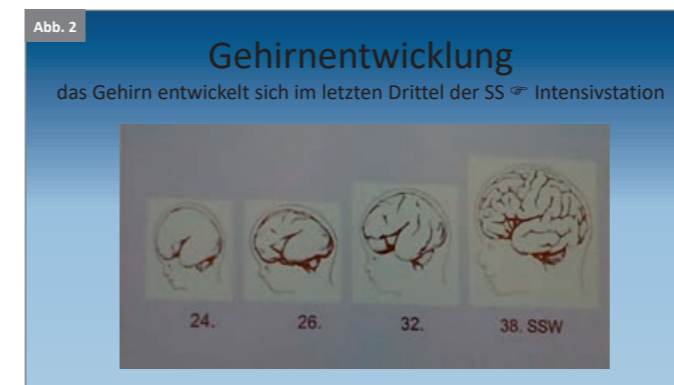 Abb. 2
Gehirnentwicklung
das Gehirn entwickelt sich im letzten Drittel der SS ☞ Intensivstation
24. 26. 32. 38. SSW